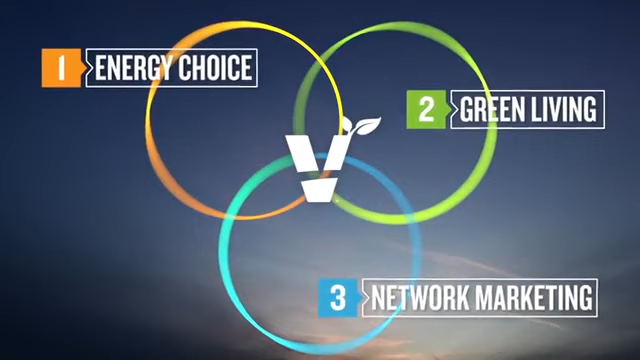 1 ENERGY CHOICE
2 GREEN LIVING
V
3 NETWORK MARKETING